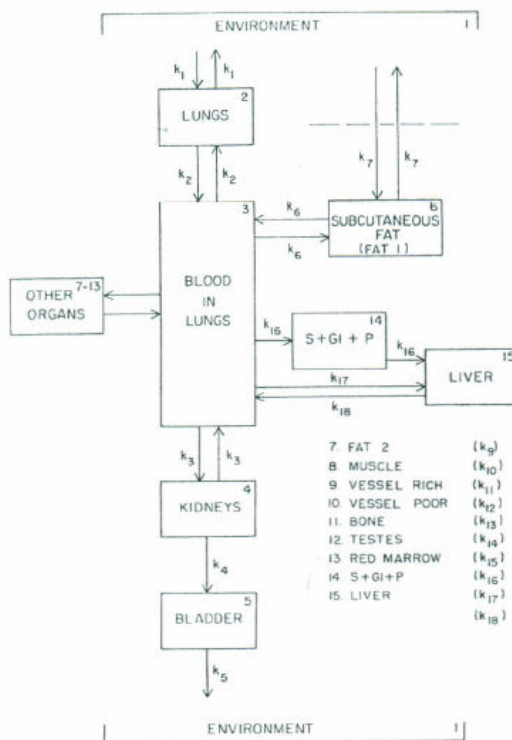 ENVIRONMENT 1
k1 k1
2
LUNGS
k2 k2
k7 k7
3
BLOOD
IN
LUNGS
k6
k6
6
SUBCUTANEOUS
FAT
(FAT 1)
7-13
OTHER
ORGANS
k16
14
S+GI+P
k16
15
LIVER
k17
k18
k3 k3
4
KIDNEYS
k4
5
BLADDER
k5
7. FAT 2 (k9)
8. MUSCLE (k10)
9. VESSEL RICH (k11)
10. VESSEL POOR (k12)
11. BONE (k13)
12. TESTES (k14)
13. RED MARROW (k15)
14. S+GI+P (k16)
15. LIVER (k17)
(k18)
ENVIRONMENT 1